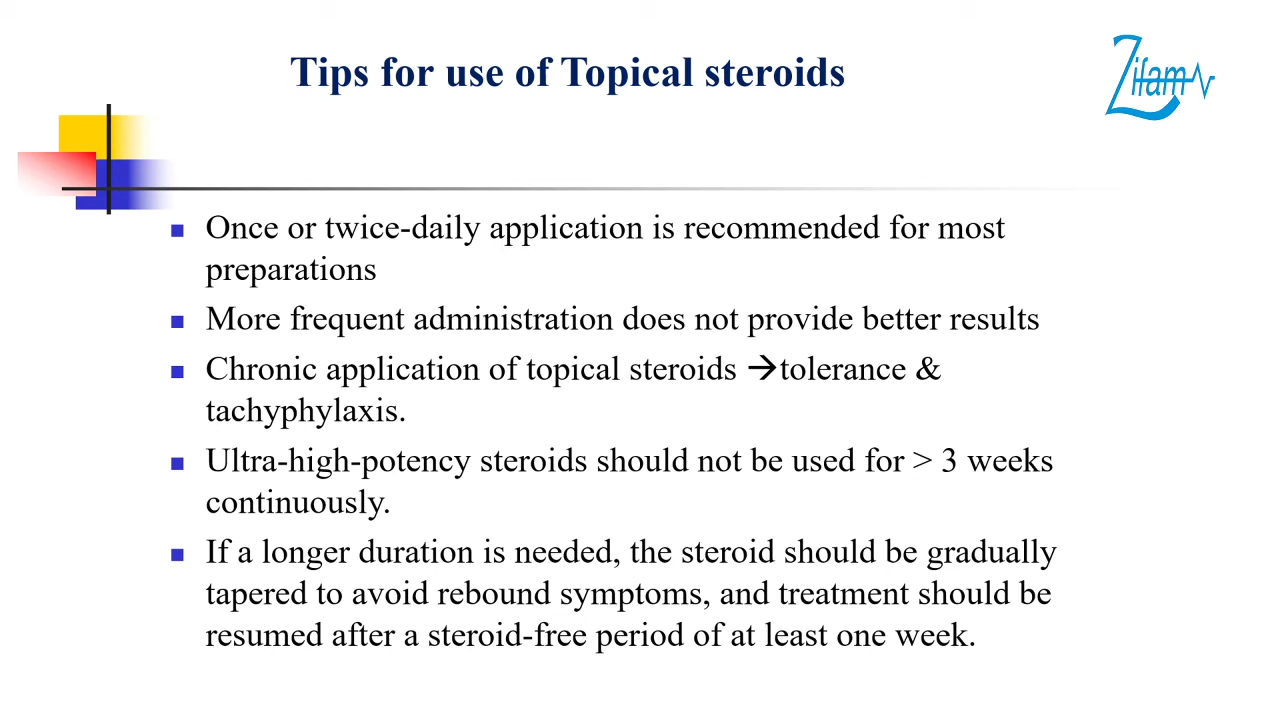 Tips for use of Topical steroids
Zifam
Once or twice-daily application is recommended for most
preparations
More frequent administration does not provide better results
Chronic application of topical steroids →tolerance &
tachyphylaxis.
Ultra-high-potency steroids should not be used for > 3 weeks
continuously.
If a longer duration is needed, the steroid should be gradually
tapered to avoid rebound symptoms, and treatment should be
resumed after a steroid-free period of at least one week.